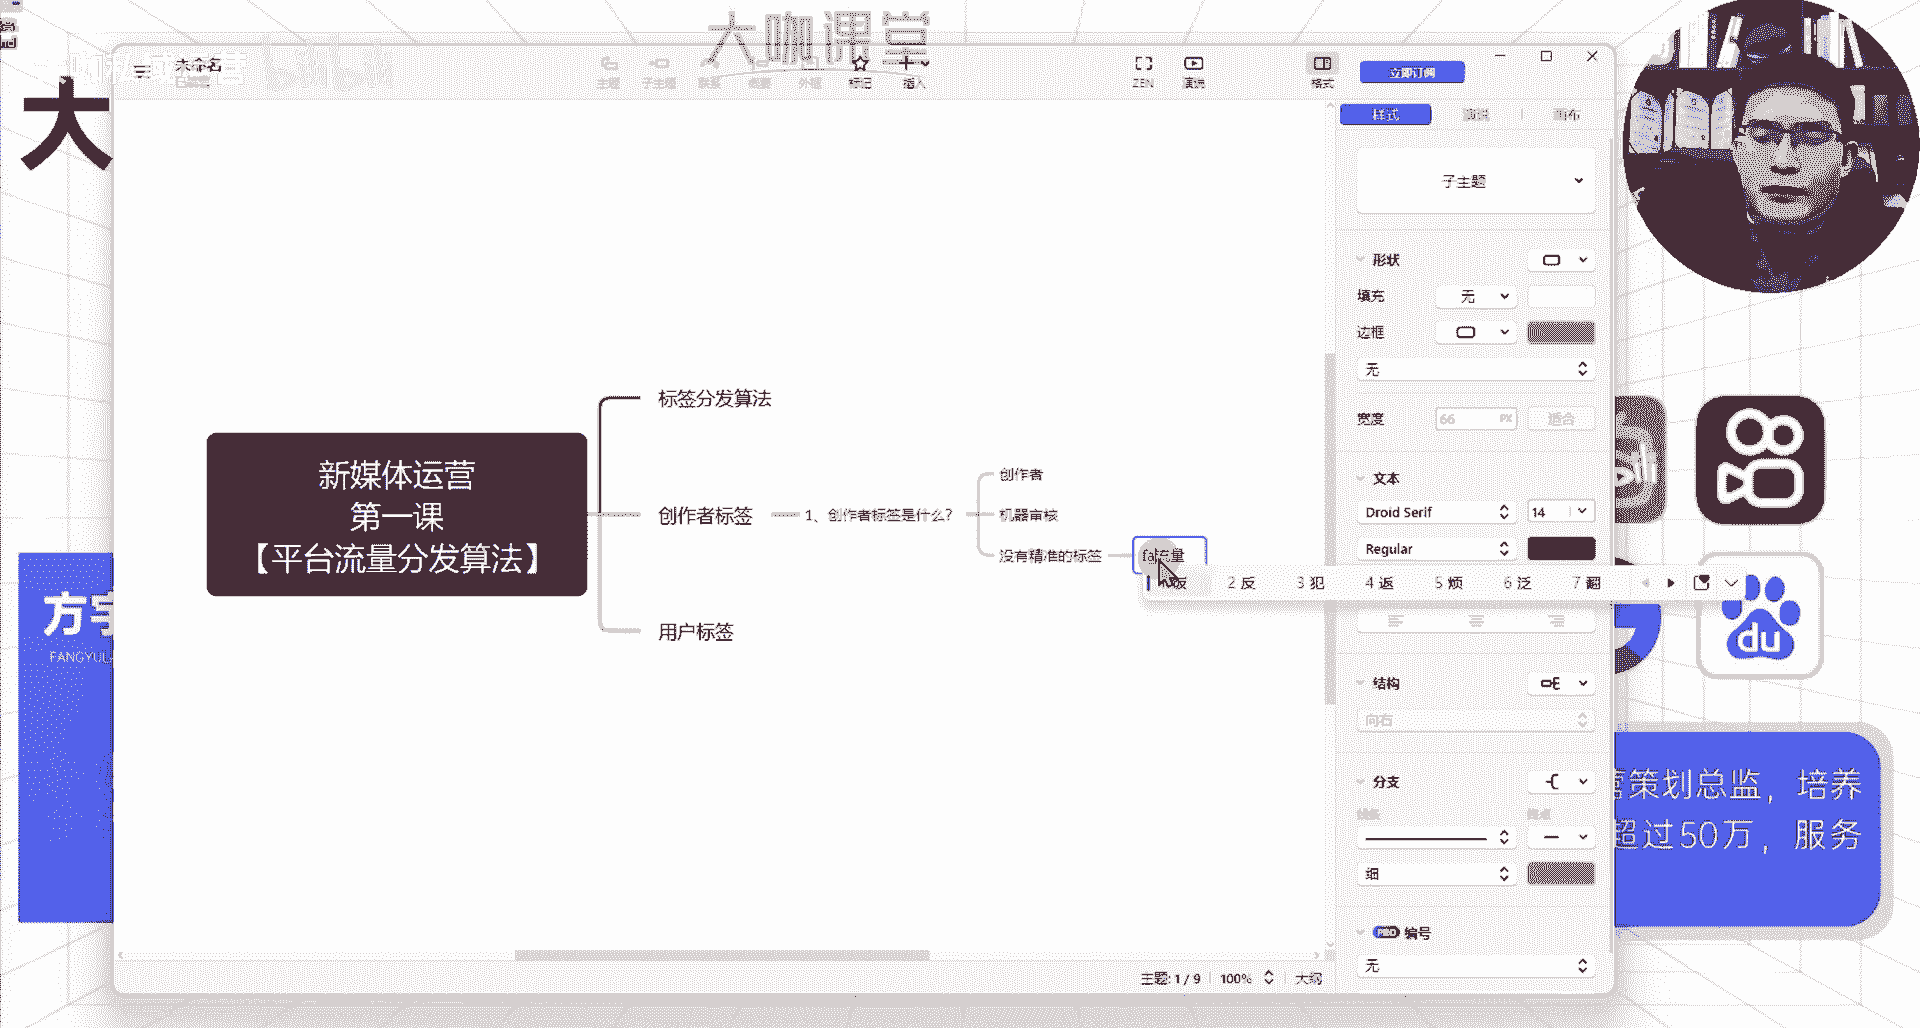 大咖课堂
大
未命名
主题
子主题
联系
概要
外框
标记
插入
ZEN
演说
格式
立即订阅
样式
演说
画布
子主题
形状
填充
无
边框
无
宽度
66
PX
适合
文本
Droid Serif
14
Regular
结构
向右
分支
线条
终点
细
PRO 编号
无
新媒体运营
第一课
【平台流量分发算法】
标签分发算法
创作者标签
1、创作者标签是什么?
创作者
机器审核
没有精准的标签
用户标签
2 反
3 犯
4 返
5 烦
6 泛
7 翻
方宇
FANGYU
du
策划总监，培养
超过50万，服务
主题: 1 / 9
100%
大纲